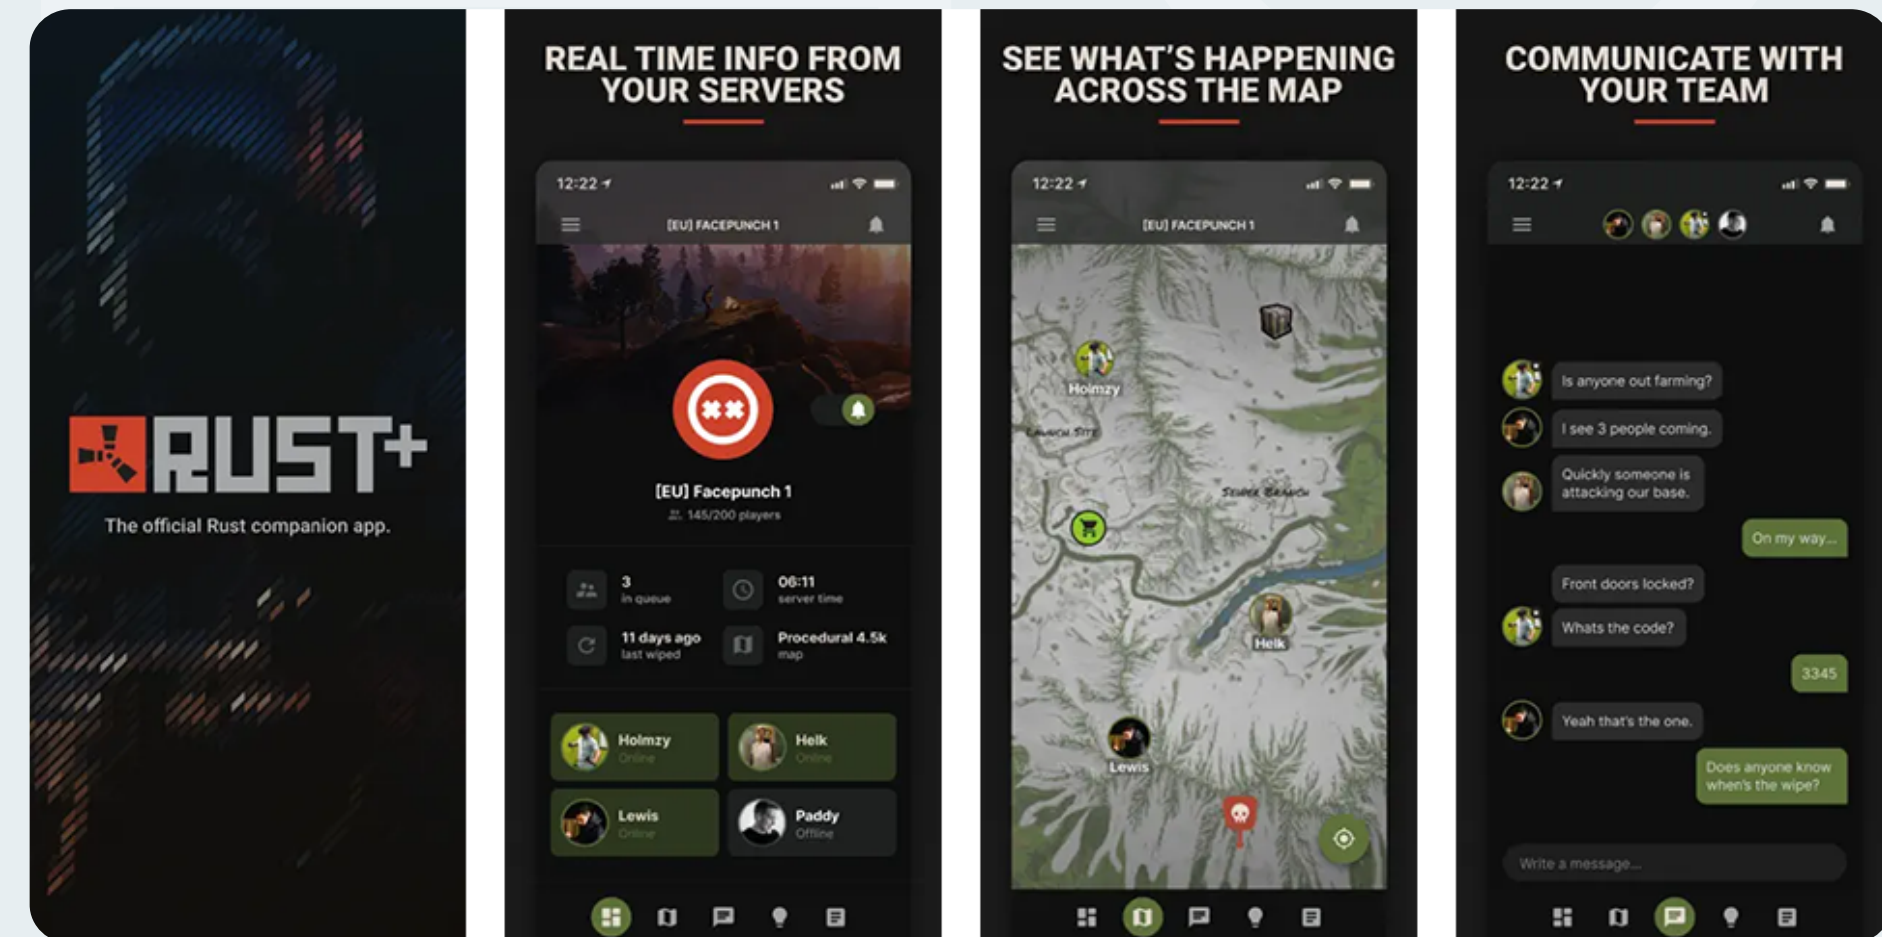 RUST+
The official Rust companion app.
REAL TIME INFO FROM
YOUR SERVERS
12:22
[EU] FACEPUNCH 1
[EU] Facepunch 1
145/200 players
3
in queue
06:11
server time
11 days ago
last wiped
Procedural 4.5k
map
Holmzy
Online
Helk
Online
Lewis
Online
Paddy
Offline
SEE WHAT'S HAPPENING
ACROSS THE MAP
12:22
[EU] FACEPUNCH 1
Holmzy
LAUNCH SITE
SEWER BRANCH
Helk
Lewis
COMMUNICATE WITH
YOUR TEAM
12:22
Is anyone out farming?
I see 3 people coming.
Quickly someone is
attacking our base.
On my way...
Front doors locked?
Whats the code?
3345
Yeah that's the one.
Does anyone know
when's the wipe?
Write a message...